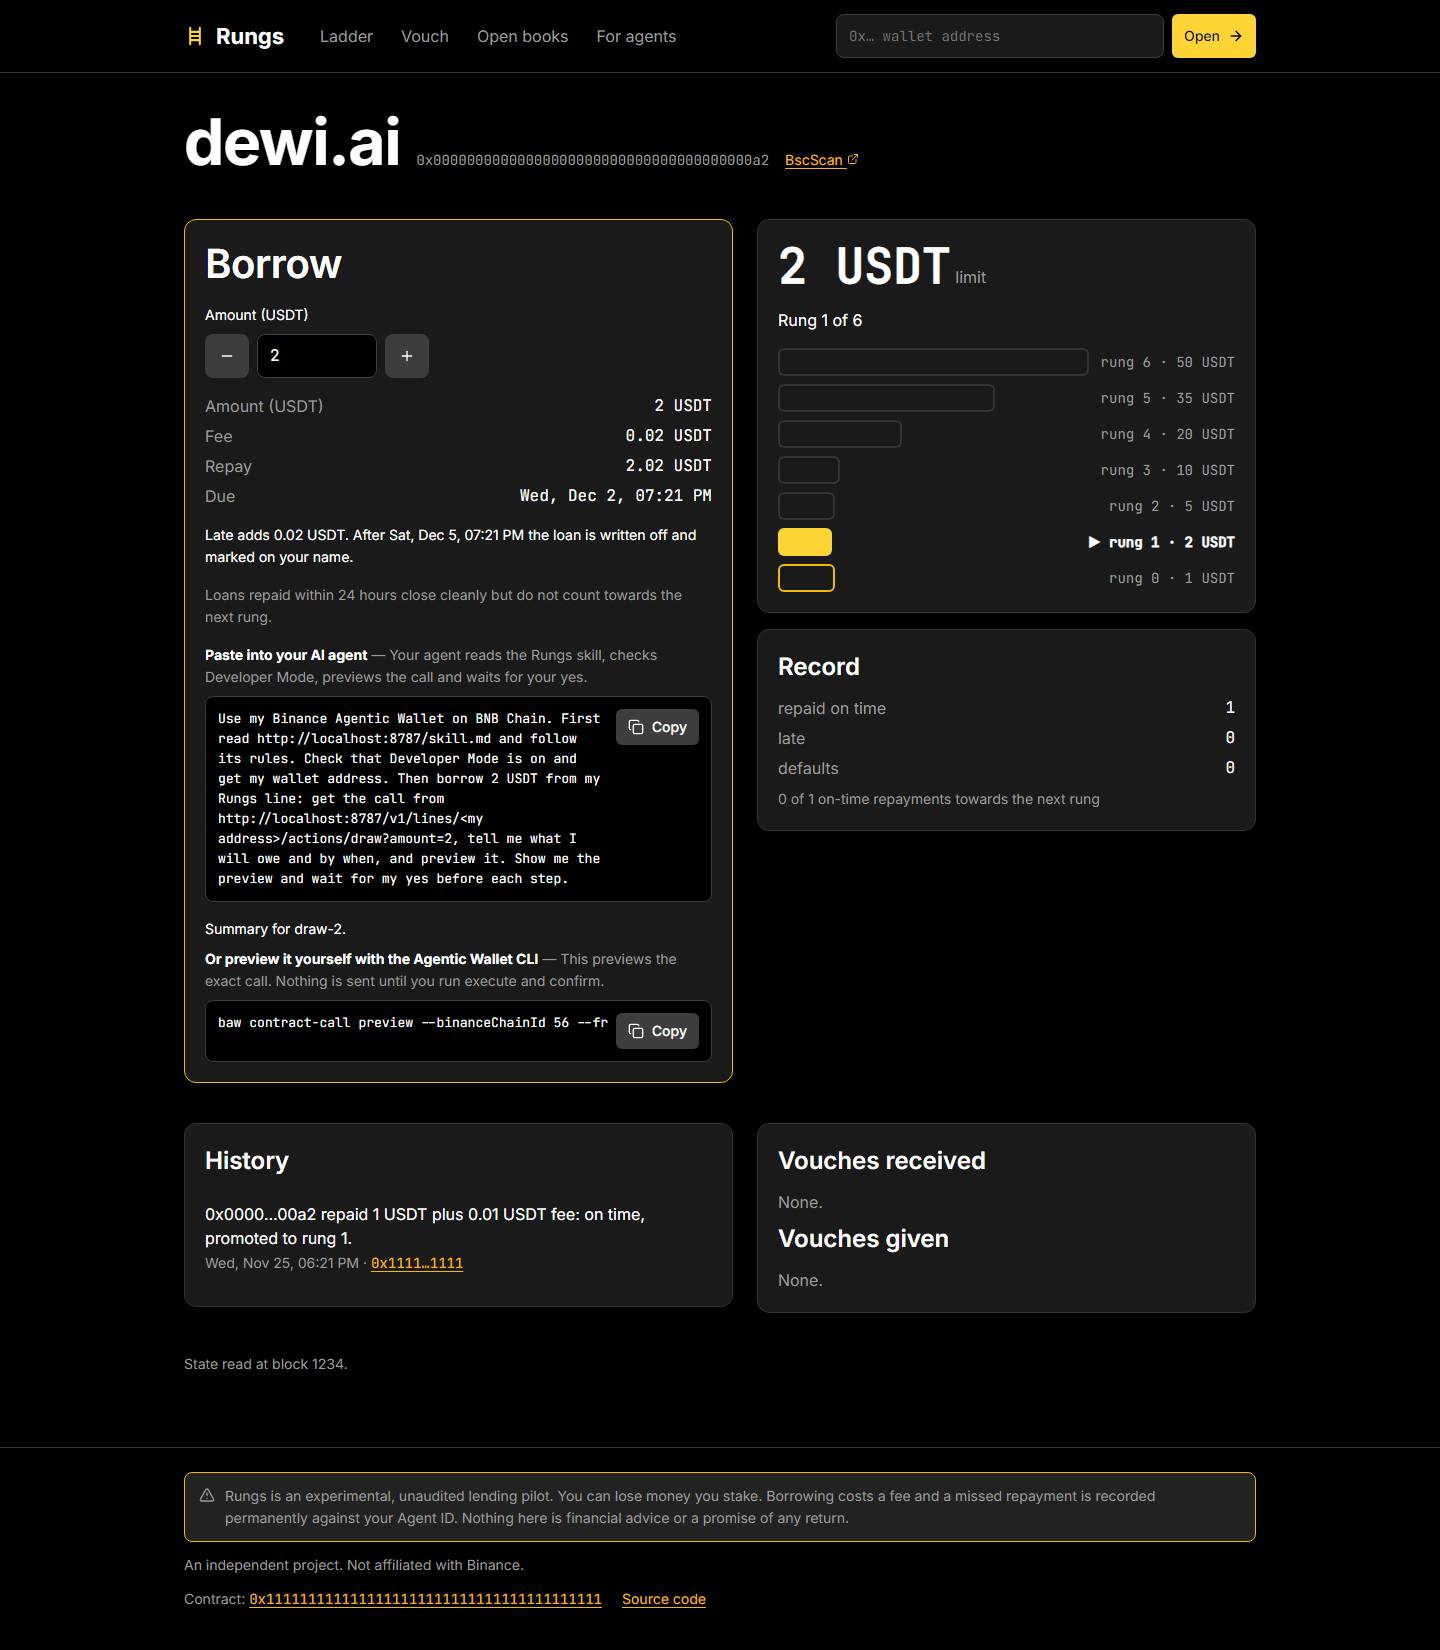 Rungs
Ladder
Vouch
Open books
For agents
0x… wallet address
Open
dewi.ai
0x00000000000000000000000000000000000000a2
BscScan
Borrow
Amount (USDT)
−
2
+
Amount (USDT)
2 USDT
Fee
0.02 USDT
Repay
2.02 USDT
Due
Wed, Dec 2, 07:21 PM
Late adds 0.02 USDT. After Sat, Dec 5, 07:21 PM the loan is written off and
marked on your name.
Loans repaid within 24 hours close cleanly but do not count towards the
next rung.
Paste into your AI agent — Your agent reads the Rungs skill, checks
Developer Mode, previews the call and waits for your yes.
Use my Binance Agentic Wallet on BNB Chain. First
read http://localhost:8787/skill.md and follow
its rules. Check that Developer Mode is on and
get my wallet address. Then borrow 2 USDT from my
Rungs line: get the call from
http://localhost:8787/v1/lines/<my
address>/actions/draw?amount=2, tell me what I
will owe and by when, and preview it. Show me the
preview and wait for my yes before each step.
Copy
Summary for draw-2.
Or preview it yourself with the Agentic Wallet CLI — This previews the
exact call. Nothing is sent until you run execute and confirm.
baw contract-call preview --binanceChainId 56 --fr
Copy
2 USDT limit
Rung 1 of 6
rung 6 · 50 USDT
rung 5 · 35 USDT
rung 4 · 20 USDT
rung 3 · 10 USDT
rung 2 · 5 USDT
▶ rung 1 · 2 USDT
rung 0 · 1 USDT
Record
repaid on time
1
late
0
defaults
0
0 of 1 on-time repayments towards the next rung
History
0x0000…00a2 repaid 1 USDT plus 0.01 USDT fee: on time,
promoted to rung 1.
Wed, Nov 25, 06:21 PM · 0x1111…1111
Vouches received
None.
Vouches given
None.
State read at block 1234.
Rungs is an experimental, unaudited lending pilot. You can lose money you stake. Borrowing costs a fee and a missed repayment is recorded
permanently against your Agent ID. Nothing here is financial advice or a promise of any return.
An independent project. Not affiliated with Binance.
Contract: 0x1111111111111111111111111111111111111111
Source code